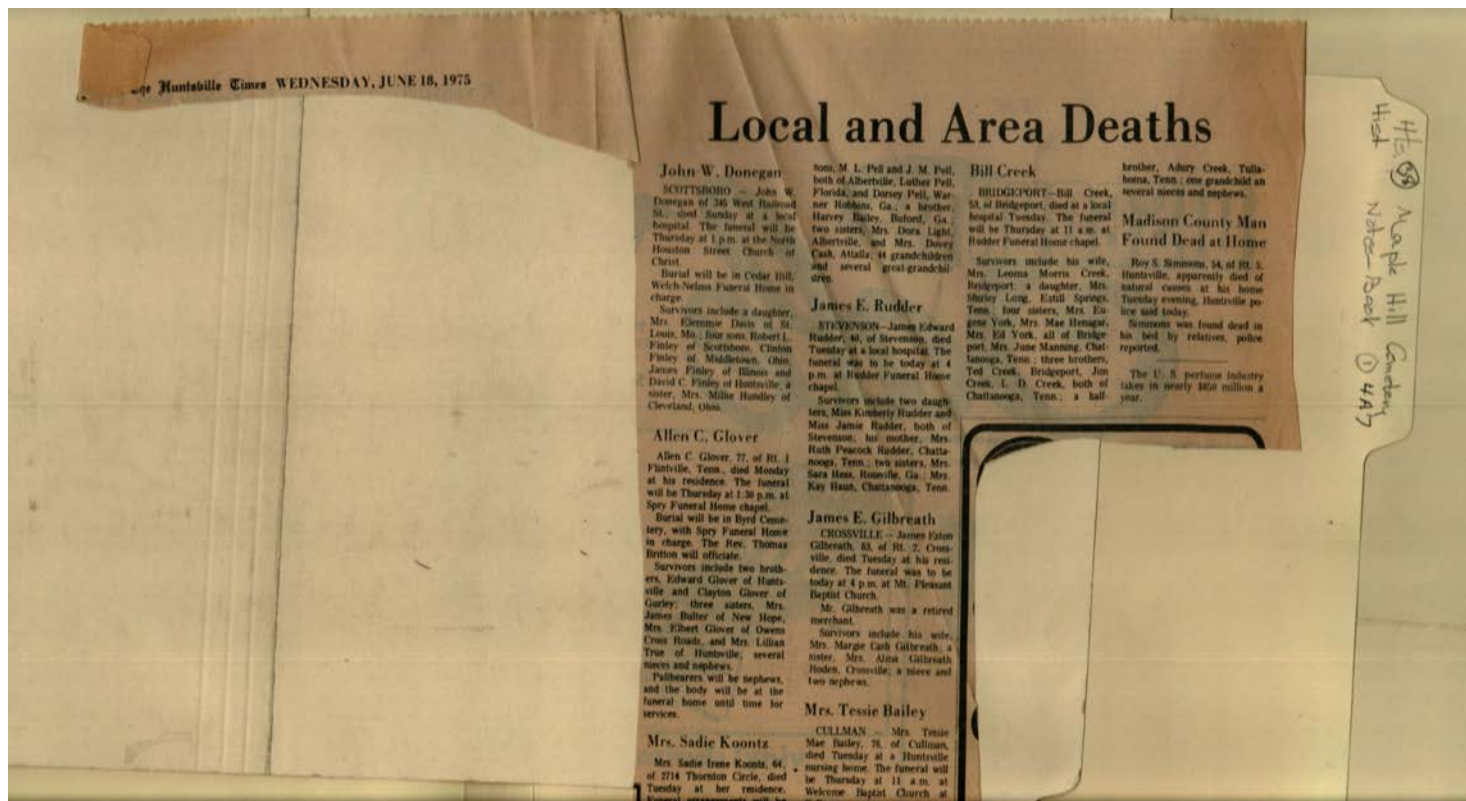 The Huntsville Times WEDNESDAY, JUNE 18, 1975
Local and Area Deaths
John W. Donegan
SCOTTSBORO — John W.
Donegan of 345 West Railroad
St., died Sunday at a local
hospital. The funeral will be
Thursday at 1 p.m. at the North
Houston Street Church of
Christ.
Burial will be in Cedar Hill,
Welch-Nelms Funeral Home in
charge.
Survivors include a daughter,
Mrs. Elemmie Davis of St.
Louis, Mo.; four sons, Robert L.
Finley of Scottsboro, Clinton
Finley of Middletown, Ohio,
James Finley of Illinois and
David C. Finley of Huntsville; a
sister, Mrs. Millie Hundley of
Cleveland, Ohio.
Allen C. Glover
Allen C. Glover, 77, of Rt. 1
Flintville, Tenn., died Monday
at his residence. The funeral
will be Thursday at 1:30 p.m. at
Spry Funeral Home chapel.
Burial will be in Byrd Ceme-
tery, with Spry Funeral Home
in charge. The Rev. Thomas
Britton will officiate.
Survivors include two broth-
ers, Edward Glover of Hunts-
ville and Clayton Glover of
Gurley; three sisters, Mrs.
James Bulter of New Hope,
Mrs. Elbert Glover of Owens
Cross Roads, and Mrs. Lillian
True of Huntsville; several
nieces and nephews.
Pallbearers will be nephews,
and the body will be at the
funeral home until time for
services.
Mrs. Sadie Koontz
Mrs. Sadie Irene Koontz, 64,
of 2714 Thornton Circle, died
Tuesday at her residence.
Funeral arrangements will be
sons, M. L. Pell and J. M. Pell,
both of Albertville, Luther Pell,
Florida, and Dorsey Pell, War-
ner Robbins, Ga.; a brother,
Harvey Bailey, Buford, Ga.;
two sisters, Mrs. Dora Light,
Albertville, and Mrs. Dovey
Cash, Attalla; 44 grandchildren
and several great-grandchil-
dren.
James E. Rudder
STEVENSON—James Edward
Rudder, 40, of Stevenson, died
Tuesday at a local hospital. The
funeral was to be today at 4
p.m. at Rudder Funeral Home
chapel.
Survivors include two daugh-
ters, Miss Kimberly Rudder and
Miss Jamie Rudder, both of
Stevenson; his mother, Mrs.
Ruth Peacock Rudder, Chatta-
nooga, Tenn.; two sisters, Mrs.
Sara Hess, Rossville, Ga.; Mrs.
Kay Haun, Chattanooga, Tenn.
James E. Gilbreath
CROSSVILLE — James Exton
Gilbreath, 63, of Rt. 2, Cross-
ville, died Tuesday at his resi-
dence. The funeral was to be
today at 4 p.m. at Mt. Pleasant
Baptist Church.
Mr. Gilbreath was a retired
merchant.
Survivors include his wife,
Mrs. Margie Cash Gilbreath; a
sister, Mrs. Alma Gilbreath
Hoden, Crossville; a niece and
two nephews.
Mrs. Tessie Bailey
CULLMAN — Mrs. Tessie
Mae Bailey, 78, of Cullman,
died Tuesday at a Huntsville
nursing home. The funeral will
be Thursday at 11 a.m. at
Welcome Baptist Church at
Bill Creek
BRIDGEPORT—Bill Creek,
53, of Bridgeport, died at a local
hospital Tuesday. The funeral
will be Thursday at 11 a.m. at
Rudder Funeral Home chapel.
Survivors include his wife,
Mrs. Leoma Morris Creek,
Bridgeport; a daughter, Mrs.
Shirley Long, Estill Springs,
Tenn.; four sisters, Mrs. Eu-
gene York, Mrs. Mae Henagar,
Mrs. Ed York, all of Bridge-
port, Mrs. June Manning, Chat-
tanooga, Tenn.; three brothers,
Ted Creek, Bridgeport, Jim
Creek, L. D. Creek, both of
Chattanooga, Tenn.; a half-
brother, Adury Creek, Tulla-
homa, Tenn.; one grandchild an
several nieces and nephews.
Madison County Man
Found Dead at Home
Roy S. Simmons, 54, of Rt. 5,
Huntsville, apparently died of
natural causes at his home
Tuesday evening, Huntsville po-
lice said today.
Simmons was found dead in
his bed by relatives, police
reported.
The U. S. perfume industry
takes in nearly $850 million a
year.
Maple Hill Cemetery
Hist Note-Book ① 4A7